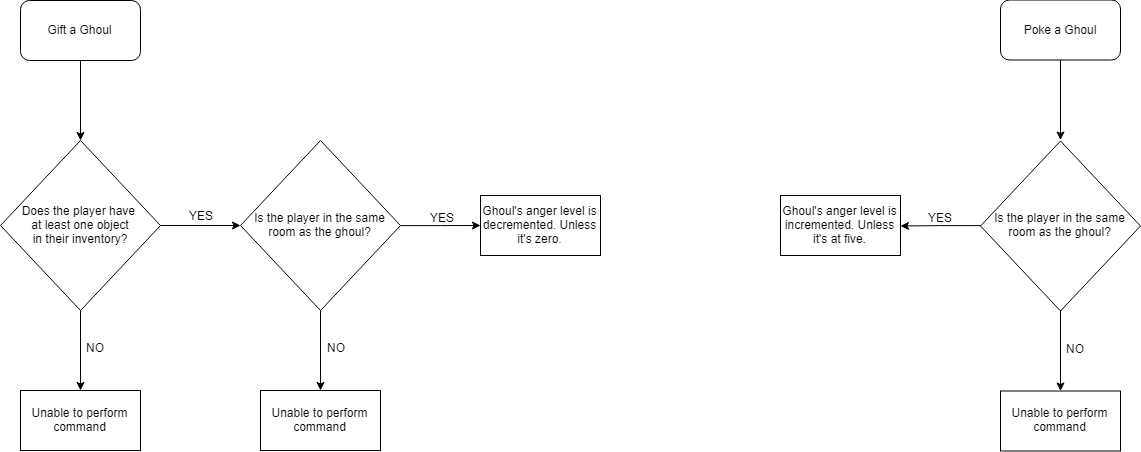 Gift a Ghoul
Poke a Ghoul
Does the player have
at least one object
in their inventory?
YES
Is the player in the same
room as the ghoul?
YES
Ghoul's anger level is
decremented. Unless
it's zero.
Ghoul's anger level is
incremented. Unless
it's at five.
YES
Is the player in the same
room as the ghoul?
NO
NO
NO
Unable to perform
command
Unable to perform
command
Unable to perform
command